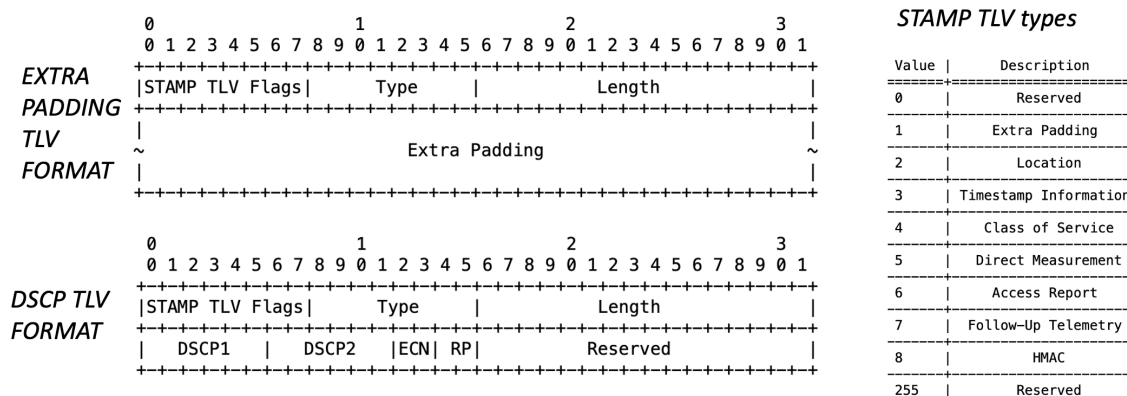 0 1 2 3
0 1 2 3 4 5 6 7 8 9 0 1 2 3 4 5 6 7 8 9 0 1 2 3 4 5 6 7 8 9 0 1
EXTRA
PADDING
TLV
FORMAT
+-+-+-+-+-+-+-+-+-+-+-+-+-+-+-+-+-+-+-+-+-+-+-+-+-+-+-+-+-+-+-+-+
|STAMP TLV Flags| Type | Length |
+-+-+-+-+-+-+-+-+-+-+-+-+-+-+-+-+-+-+-+-+-+-+-+-+-+-+-+-+-+-+-+-+
| |
~ Extra Padding ~
| |
+-+-+-+-+-+-+-+-+-+-+-+-+-+-+-+-+-+-+-+-+-+-+-+-+-+-+-+-+-+-+-+-+
0 1 2 3
0 1 2 3 4 5 6 7 8 9 0 1 2 3 4 5 6 7 8 9 0 1 2 3 4 5 6 7 8 9 0 1
DSCP TLV
FORMAT
+-+-+-+-+-+-+-+-+-+-+-+-+-+-+-+-+-+-+-+-+-+-+-+-+-+-+-+-+-+-+-+-+
|STAMP TLV Flags| Type | Length |
+-+-+-+-+-+-+-+-+-+-+-+-+-+-+-+-+-+-+-+-+-+-+-+-+-+-+-+-+-+-+-+-+
| DSCP1 | DSCP2 |ECN| RP| Reserved |
+-+-+-+-+-+-+-+-+-+-+-+-+-+-+-+-+-+-+-+-+-+-+-+-+-+-+-+-+-+-+-+-+
STAMP TLV types
Value | Description
0 | Reserved
1 | Extra Padding
2 | Location
3 | Timestamp Information
4 | Class of Service
5 | Direct Measurement
6 | Access Report
7 | Follow-Up Telemetry
8 | HMAC
255 | Reserved